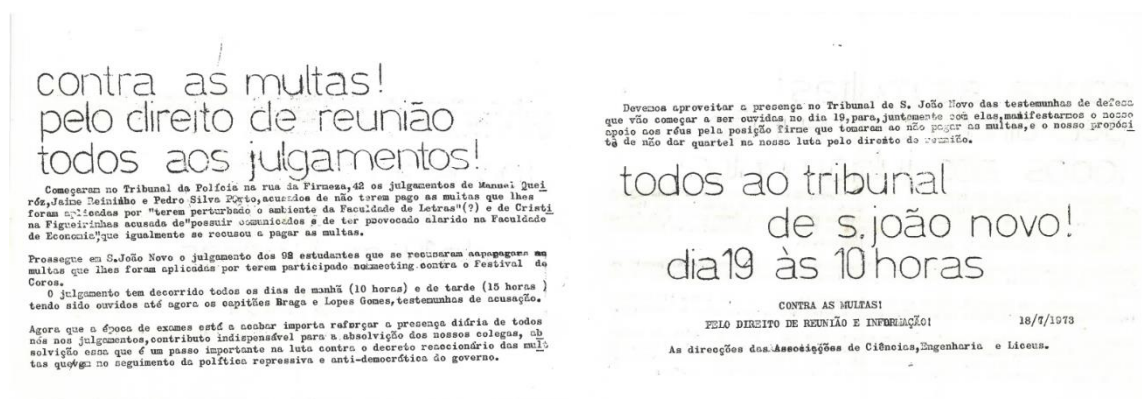 contra as multas!
pelo direito de reunião
todos aos julgamentos!
Começaram no Tribunal da Polícia na rua da Firmeza,42 os julgamentos de Manuel Quei
róz,Jaime Reininho e Pedro Silva Porto,acusados de não terem pago as multas que lhes
foram aplicadas por "terem perturbado o ambiente da Faculdade de Letras"(?) e de Cristi
na Figueirinhas acusada de"possuir comunicados e de ter provocado alarido na Faculdade
de Economia"que igualmente se recusou a pagar as multas.
Prossegue em S.João Novo o julgamento dos 98 estudantes que se recusaram
multas que lhes foram aplicadas por terem participado no meeting contra o Festival de
Coros.
O julgamento tem decorrido todos os dias de manhã (10 horas) e de tarde (15 horas )
tendo sido ouvidos até agora os capitães Braga e Lopes Gomes,testemunhas de acusação.
Agora que a época de exames está a acabar importa reforçar a presença diária de todos
nós nos julgamentos,contributo indispensável para a absolvição dos nossos colegas, ab
solvição essa que é um passo importante na luta contra o decreto reaccionário das mul
tas no seguimento da política repressiva e anti-democrática do governo.
Devemos aproveitar a presença no Tribunal de S. João Novo das testemunhas de defesa
que vão começar a ser ouvidas no dia 19,para,juntamente com elas,manifestarmos o nosso
apoio aos réus pela posição firme que tomaram ao não pagar as multas,e o nosso propósi
to de não dar quartel na nossa luta pelo direito de reunião.
todos ao tribunal
de s.joão novo!
dia19 às 10 horas
CONTRA AS MULTAS!
PELO DIREITO DE REUNIÃO E INFORMAÇÃO! 18/7/1973
As direcções das Associações de Ciências,Engenharia e Liceus.